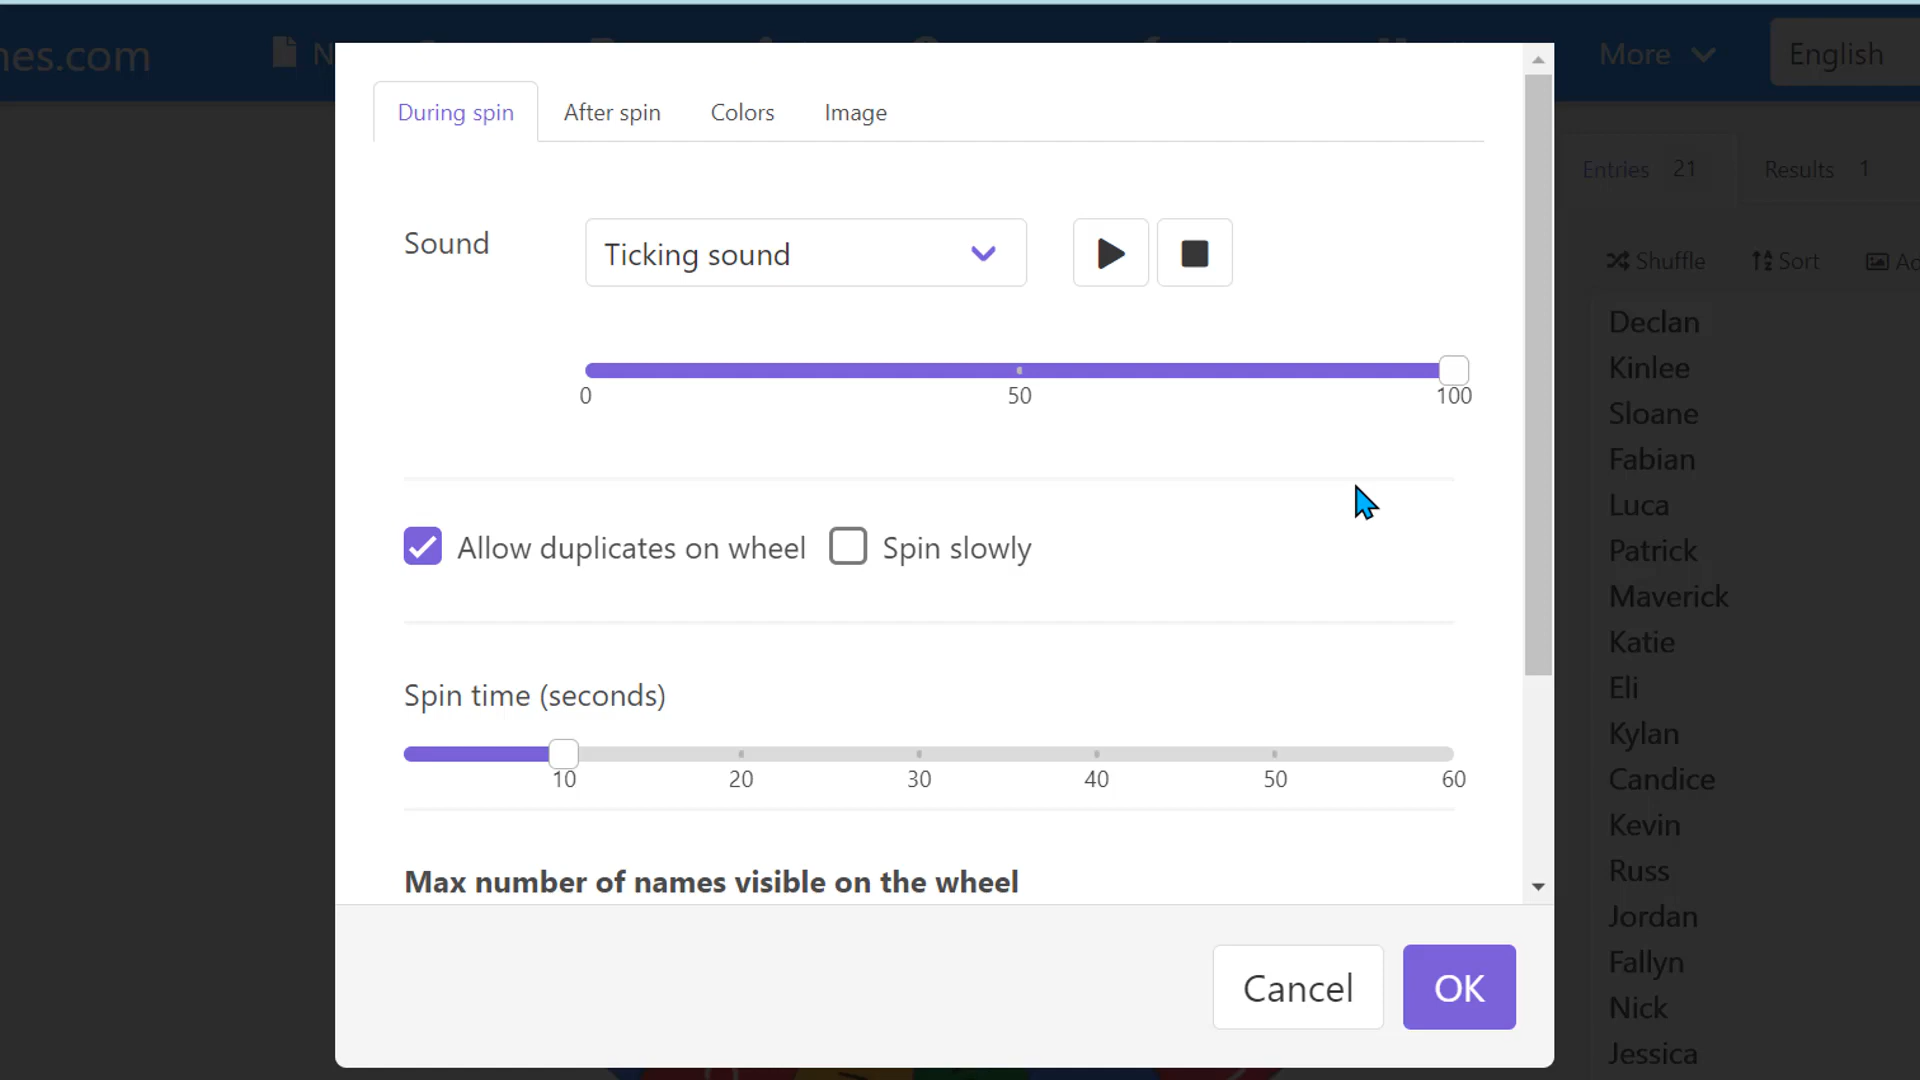 nes.com
More
English
During spin
After spin
Colors
Image
Entries 21
Results 1
Sound
Ticking sound
Shuffle
Sort
Declan
Kinlee
0
50
100
Sloane
Fabian
Luca
Allow duplicates on wheel
Spin slowly
Patrick
Maverick
Katie
Spin time (seconds)
Eli
Kylan
10
20
30
40
50
60
Candice
Kevin
Max number of names visible on the wheel
Russ
Jordan
Fallyn
Cancel
OK
Nick
Jessica